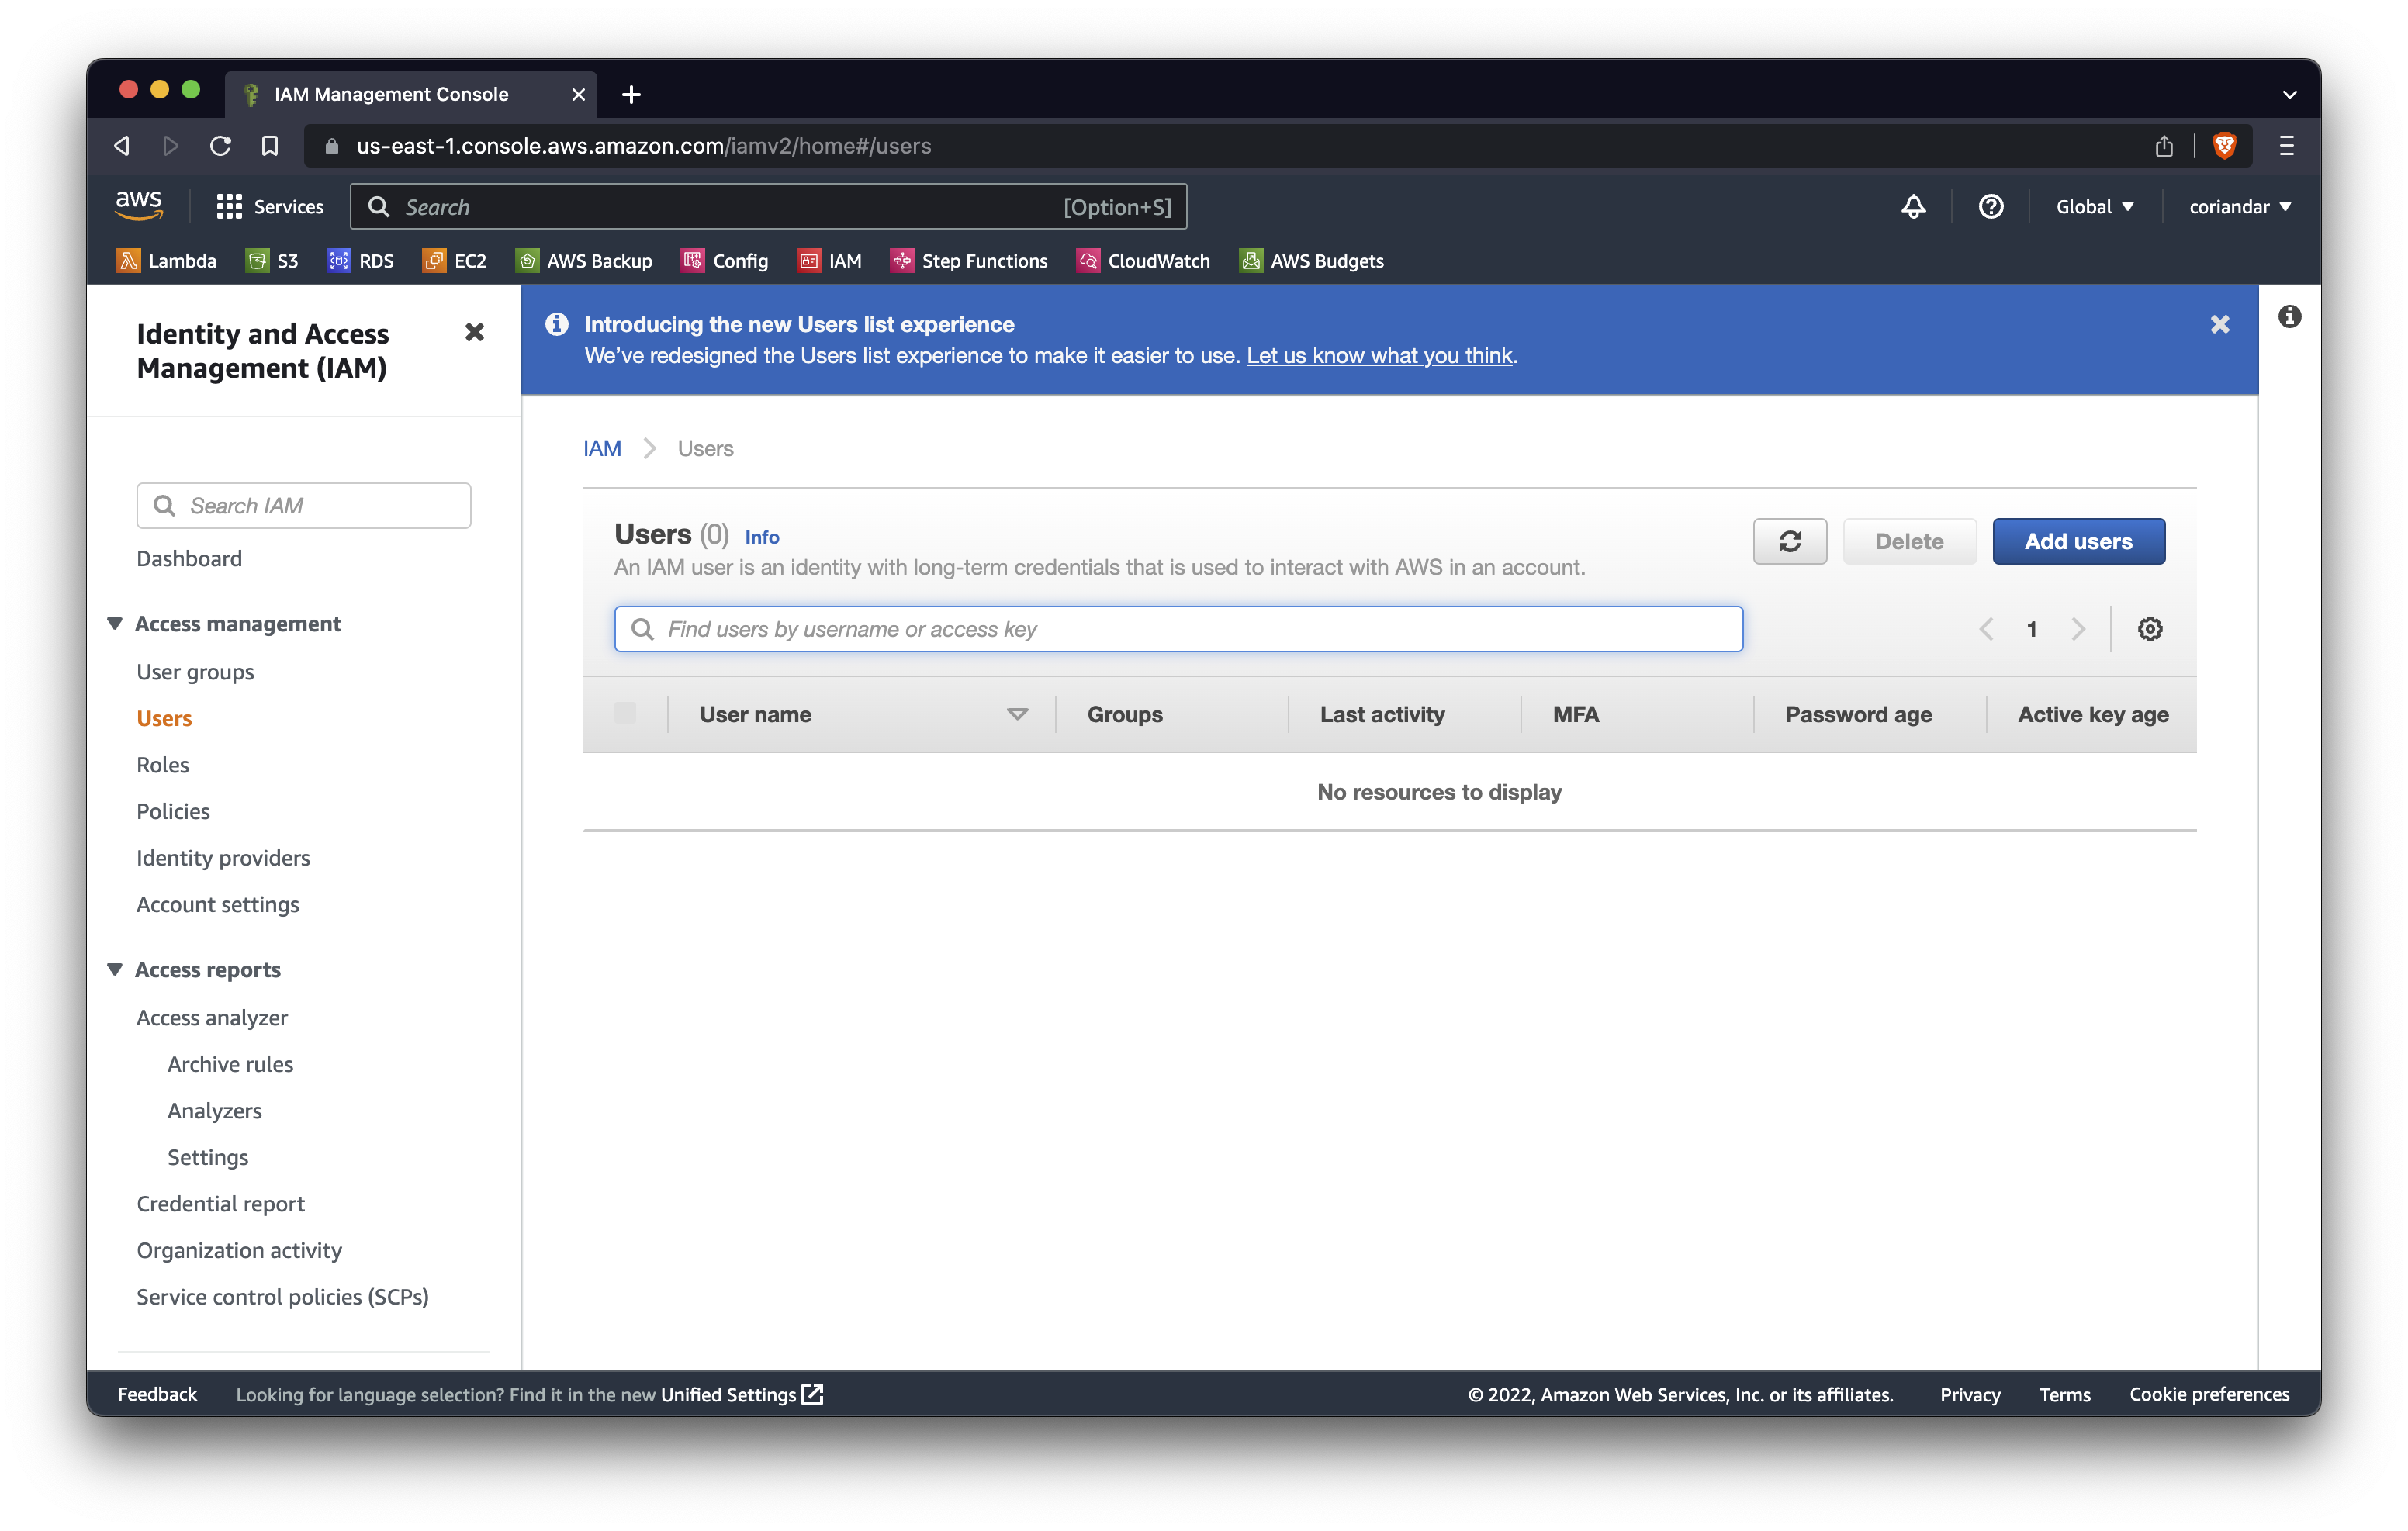 IAM Management Console
us-east-1.console.aws.amazon.com/iamv2/home#/users
aws
Services
Search
[Option+S]
Global
coriandar
Lambda
S3
RDS
EC2
AWS Backup
Config
IAM
Step Functions
CloudWatch
AWS Budgets
Identity and Access
Management (IAM)
Search IAM
Dashboard
Access management
User groups
Users
Roles
Policies
Identity providers
Account settings
Access reports
Access analyzer
Archive rules
Analyzers
Settings
Credential report
Organization activity
Service control policies (SCPs)
Introducing the new Users list experience
We've redesigned the Users list experience to make it easier to use. Let us know what you think.
IAM
Users
Users (0) Info
An IAM user is an identity with long-term credentials that is used to interact with AWS in an account.
Delete
Add users
Find users by username or access key
1
User name
Groups
Last activity
MFA
Password age
Active key age
No resources to display
Feedback
Looking for language selection? Find it in the new Unified Settings
© 2022, Amazon Web Services, Inc. or its affiliates.
Privacy
Terms
Cookie preferences